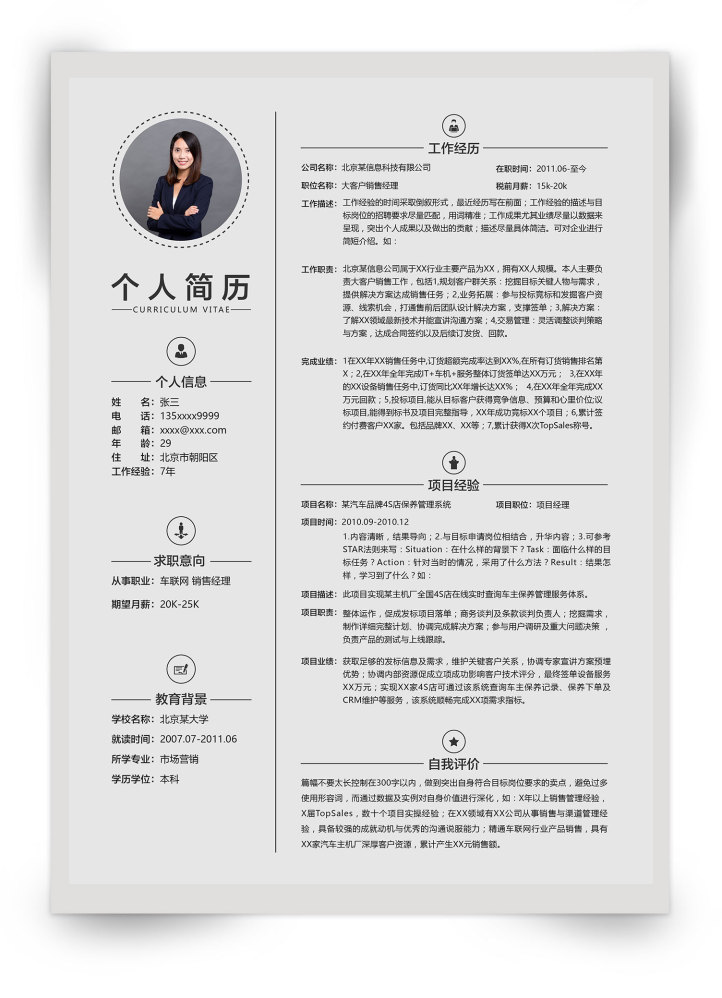 个人简历
CURRICULUM VITAE
个人信息
姓 名：张三
电 话：135xxxx9999
邮 箱：xxxx@xxx.com
年 龄：29
住 址：北京市朝阳区
工作经验：7年
求职意向
从事职业：车联网 销售经理
期望月薪：20K-25K
教育背景
学校名称：北京某大学
就读时间：2007.07-2011.06
所学专业：市场营销
学历学位：本科
工作经历
公司名称：北京某信息科技有限公司 在职时间：2011.06-至今
职位名称：大客户销售经理 税前月薪：15k-20k
工作描述：工作经验的时间采取倒叙形式，最近经历写在前面；工作经验的描述与目
标岗位的招聘要求尽量匹配，用词精准；工作成果尤其业绩尽量以数据来
呈现，突出个人成果以及做出的贡献；描述尽量具体简洁。可对企业进行
简短介绍。如：
工作职责：北京某信息公司属于XX行业主要产品为XX，拥有XX人规模。本人主要负
责大客户销售工作，包括1,规划客户群关系：挖掘目标关键人物与需求，
提供解决方案达成销售任务；2,业务拓展：参与投标竞标和发掘客户资
源、线索机会，打通售前后团队设计解决方案，支撑签单；3,解决方案：
了解XX领域最新技术并能宣讲沟通方案；4,交易管理：灵活调整谈判策略
与方案，达成合同签约以及后续订发货、回款。
完成业绩：1在XX年XX销售任务中,订货超额完成率达到XX%,在所有订货销售排名第
X；2,在XX年全年完成IT+车机+服务整体订货签单达XX万元； 3,在XX年
的XX设备销售任务中,订货同比XX年增长达XX%； 4,在XX年全年完成XX
万元回款；5,投标项目,能从目标客户获得竞争信息、预算和心里价位;议
标项目,能得到标书及项目完整指导，XX年成功竞标XX个项目；6,累计签
约付费客户XX家。包括品牌XX、XX等；7,累计获得X次TopSales称号。
项目经验
项目名称：某汽车品牌4S店保养管理系统 项目职位：项目经理
项目时间：2010.09-2010.12
1.内容清晰，结果导向；2.与目标申请岗位相结合，升华内容；3.可参考
STAR法则来写：Situation：在什么样的背景下？Task：面临什么样的目
标任务？Action：针对当时的情况，采用了什么方法？Result：结果怎
样，学习到了什么？如：
项目描述：此项目实现某主机厂全国4S店在线实时查询车主保养管理服务体系。
项目职责：整体运作，促成发标项目落单；商务谈判及条款谈判负责人；挖掘需求，
制作详细完整计划、协调完成解决方案；参与用户调研及重大问题决策 ，
负责产品的测试与上线跟踪。
项目业绩：获取足够的发标信息及需求，维护关键客户关系，协调专家宣讲方案预埋
优势；协调内部资源促成立项成功影响客户技术评分，最终签单设备服务
XX万元；实现XX家4S店可通过该系统查询车主保养记录、保养下单及
CRM维护等服务，该系统顺畅完成XX项需求指标。
自我评价
篇幅不要太长控制在300字以内，做到突出自身符合目标岗位要求的卖点，避免过多
使用形容词，而通过数据及实例对自身价值进行深化，如：X年以上销售管理经验，
X届TopSales，数十个项目实操经验；在XX领域有XX公司从事销售与渠道管理经
验，具备较强的成就动机与优秀的沟通说服能力；精通车联网行业产品销售，具有
XX家汽车主机厂深厚客户资源，累计产生XX元销售额。